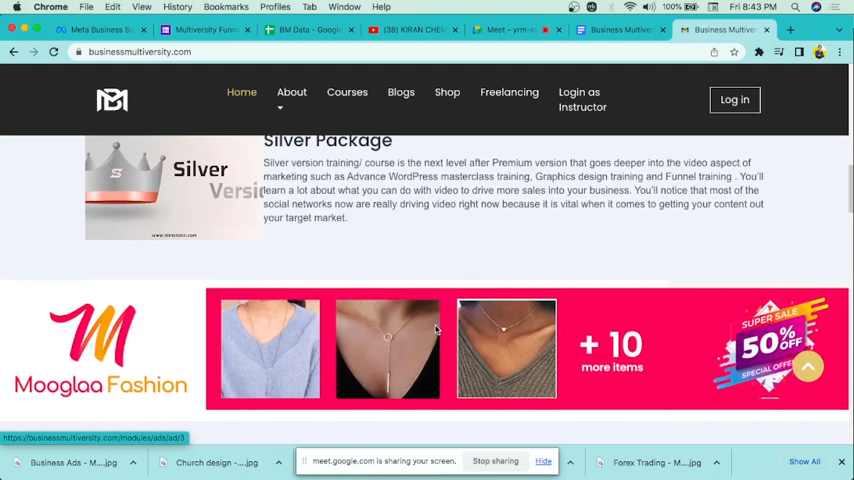 Chrome File Edit View History Bookmarks Profiles Tab Window Help 100% Fri 8:43 PM
Meta Business Su
Multiversity Funne
BM Data - Google
(38) KIRAN CHEM
Meet – yrm-m
Business Multiver
Business Multiver
businessmultiversity.com
Home About Courses Blogs Shop Freelancing Login as
Instructor
Log in
Silver Package
Silver version training/ course is the next level after Premium version that goes deeper into the video aspect of
marketing such as Advance WordPress masterclass training, Graphics design training and Funnel training . You'll
learn a lot about what you can do with video to drive more sales into your business. You'll notice that most of the
social networks now are really driving video right now because it is vital when it comes to getting your content out
your target market.
S
Silver
Versi
Mooglaa Fashion
+ 10
more items
SUPER SALE
50%
OFF
SPECIAL OFFER
https://businessmultiversity.com/modules/ads/ad/3
Business Ads - M....jpg
Church design -....jpg
meet.google.com is sharing your screen.
Stop sharing
Hide
Forex Trading - M....jpg
Show All